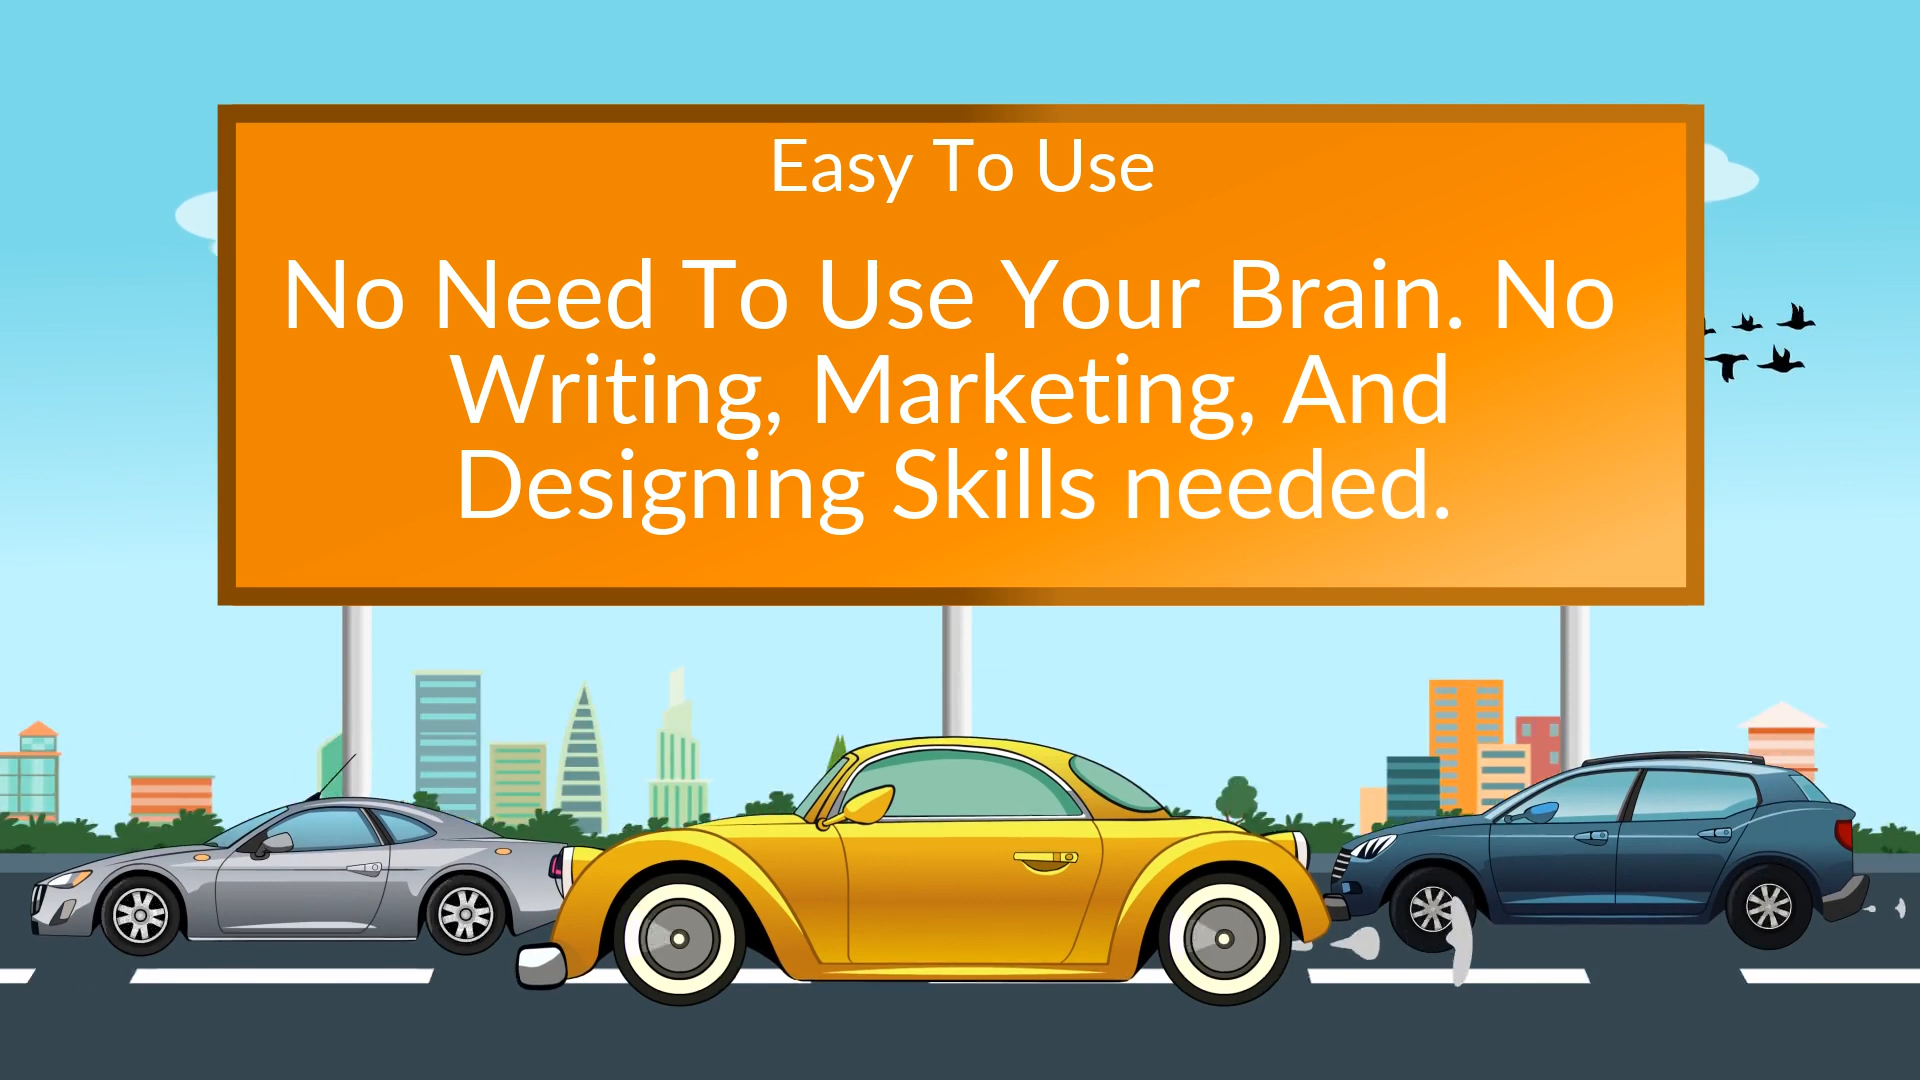 Easy To Use
No Need To Use Your Brain. No
Writing, Marketing, And
Designing Skills needed.